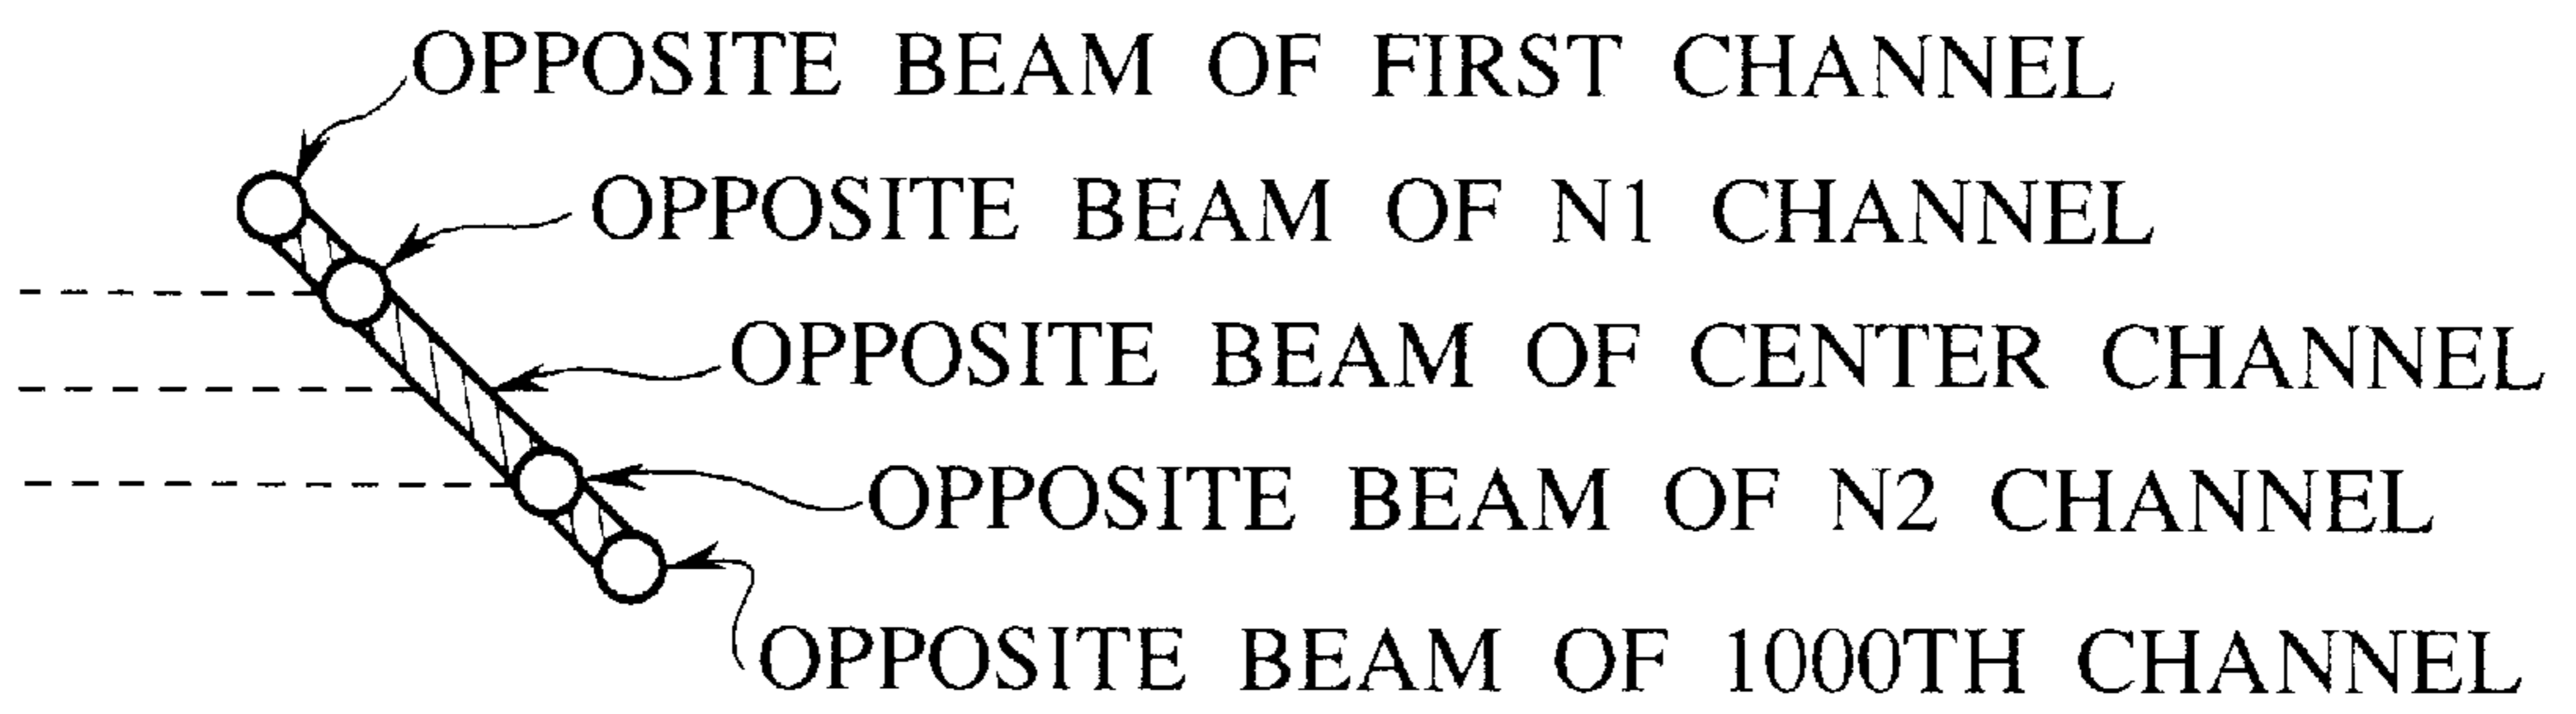 OPPOSITE BEAM OF FIRST CHANNEL
OPPOSITE BEAM OF N1 CHANNEL
OPPOSITE BEAM OF CENTER CHANNEL
OPPOSITE BEAM OF N2 CHANNEL
OPPOSITE BEAM OF 1000TH CHANNEL